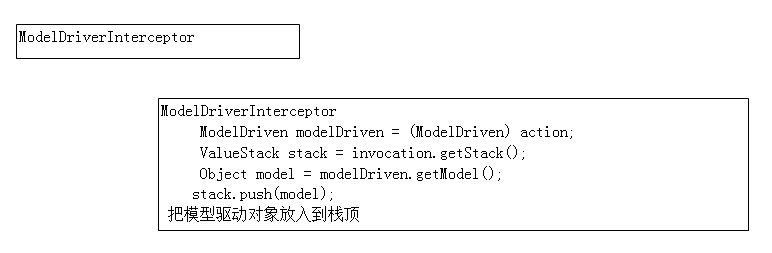 ModelDriverInterceptor
ModelDriverInterceptor
ModelDriven modelDriven = (ModelDriven) action;
ValueStack stack = invocation.getStack();
Object model = modelDriven.getModel();
stack.push(model);
把模型驱动对象放入到栈顶